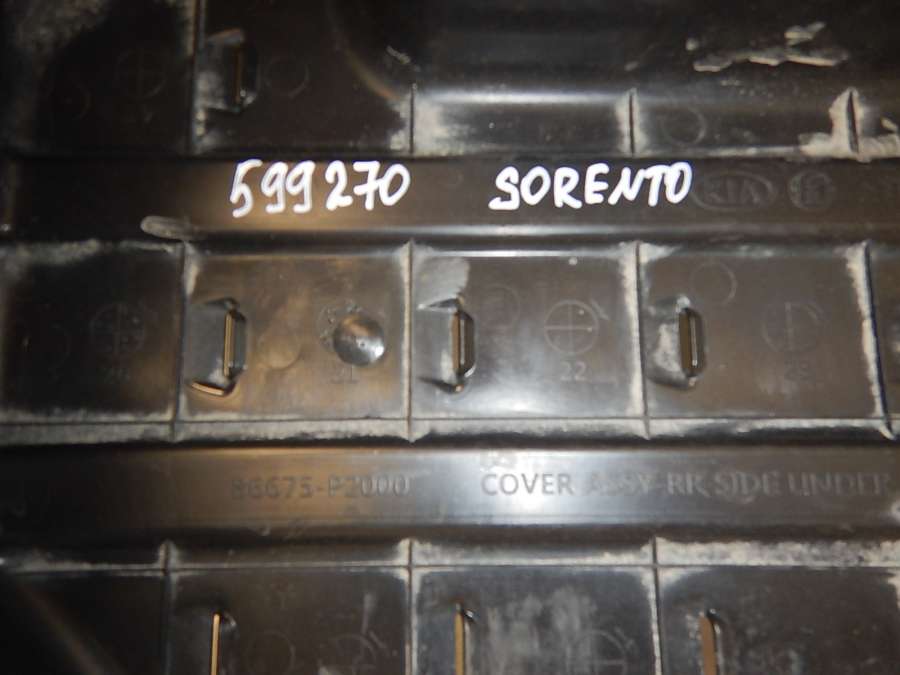 599270 SORENTO KIA
21 22
86675-P2000 COVER ASSY-RR SIDE UNDER